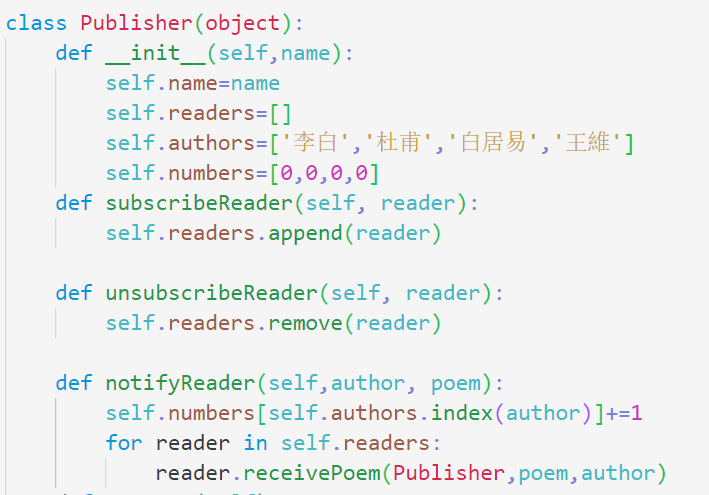 class Publisher(object):
    def __init__(self,name):
        self.name=name
        self.readers=[]
        self.authors=['李白','杜甫','白居易','王維']
        self.numbers=[0,0,0,0]
    def subscribeReader(self, reader):
        self.readers.append(reader)

    def unsubscribeReader(self, reader):
        self.readers.remove(reader)

    def notifyReader(self,author, poem):
        self.numbers[self.authors.index(author)]+=1
        for reader in self.readers:
            reader.receivePoem(Publisher,poem,author)